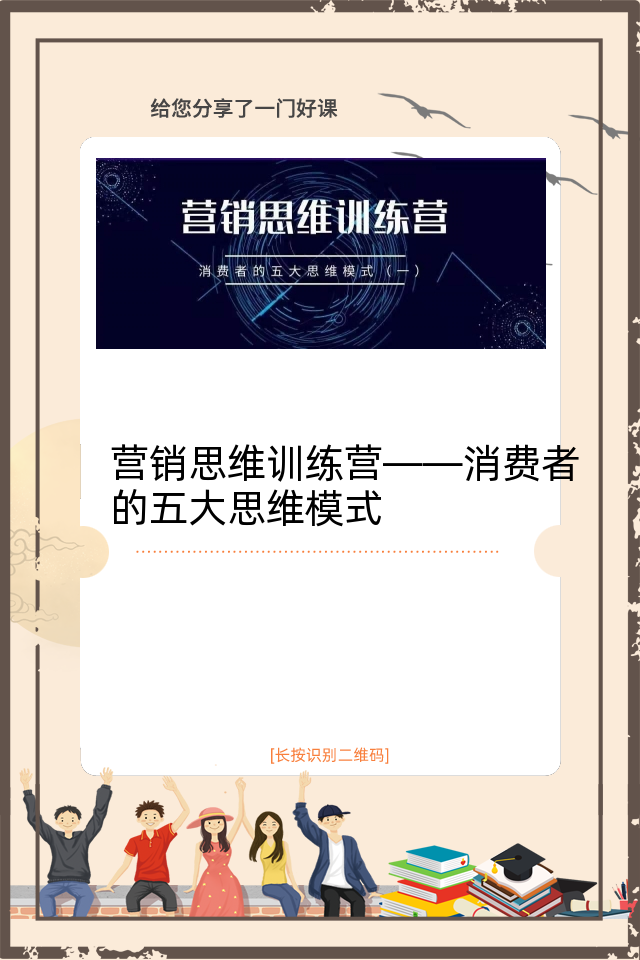 给您分享了一门好课
营销思维训练营
消费者的五大思维模式（一）
营销思维训练营——消费者
的五大思维模式
[长按识别二维码]